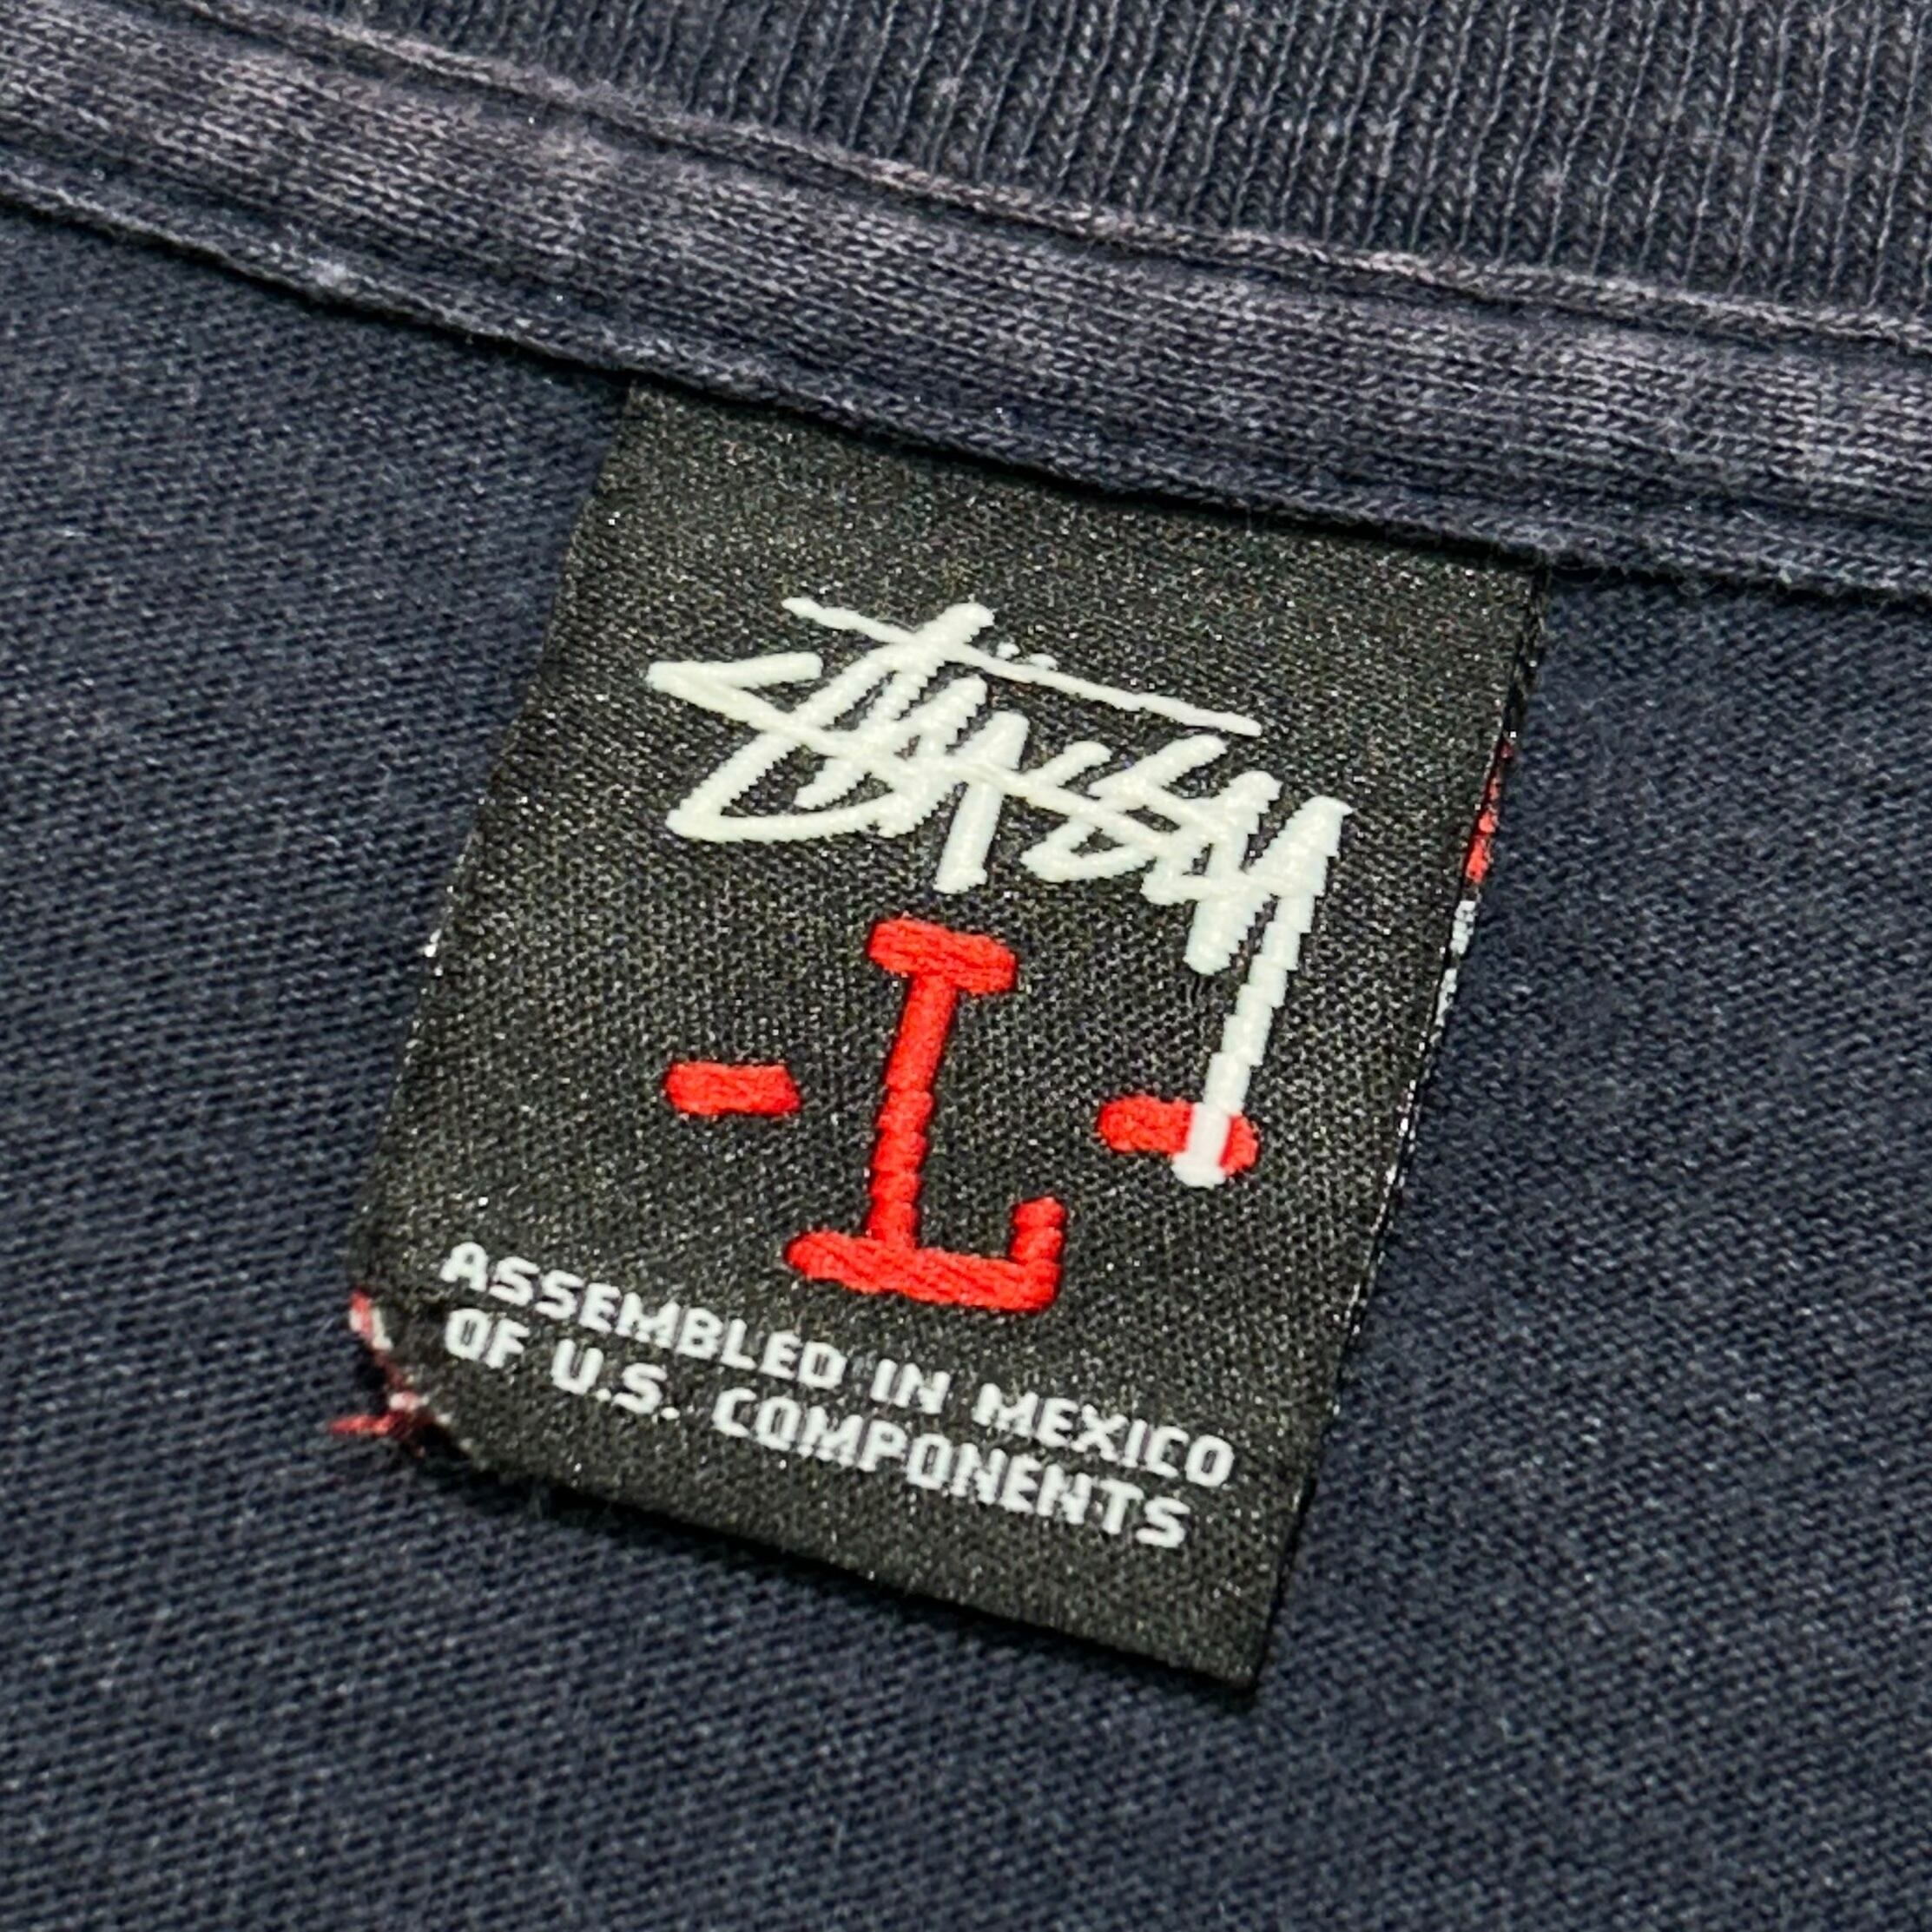 Stüssy
-L-
ASSEMBLED IN MEXICO
OF U.S. COMPONENTS